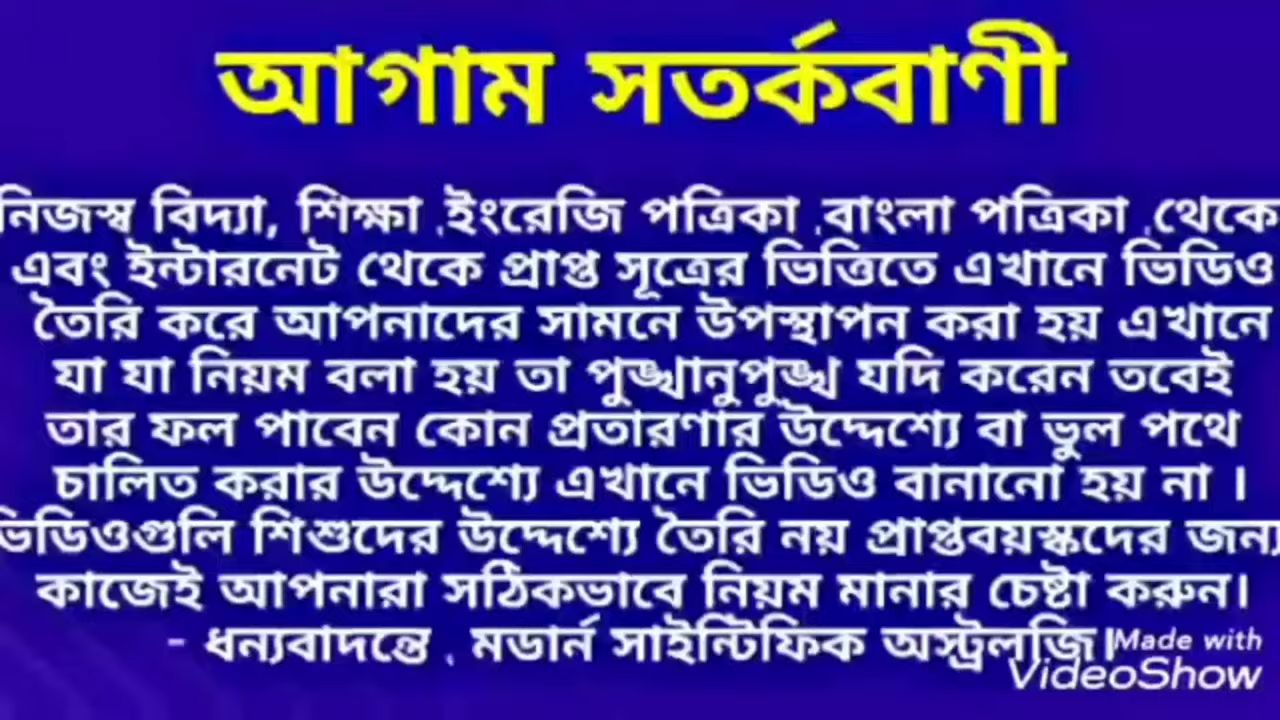 আগাম সতর্কবাণী
নিজস্ব বিদ্যা, শিক্ষা ,ইংরেজি পত্রিকা ,বাংলা পত্রিকা ,থেকে
এবং ইন্টারনেট থেকে প্রাপ্ত সূত্রের ভিত্তিতে এখানে ভিডিও
তৈরি করে আপনাদের সামনে উপস্থাপন করা হয় এখানে
যা যা নিয়ম বলা হয় তা পুঙ্খানুপুঙ্খ যদি করেন তবেই
তার ফল পাবেন কোন প্রতারণার উদ্দেশ্যে বা ভুল পথে
চালিত করার উদ্দেশ্যে এখানে ভিডিও বানানো হয় না ।
ভিডিওগুলি শিশুদের উদ্দেশ্যে তৈরি নয় প্রাপ্তবয়স্কদের জন্য
কাজেই আপনারা সঠিকভাবে নিয়ম মানার চেষ্টা করুন।
- ধন্যবাদন্তে , মডার্ন সাইন্টিফিক অস্ট্রলজি।
Made with
VideoShow